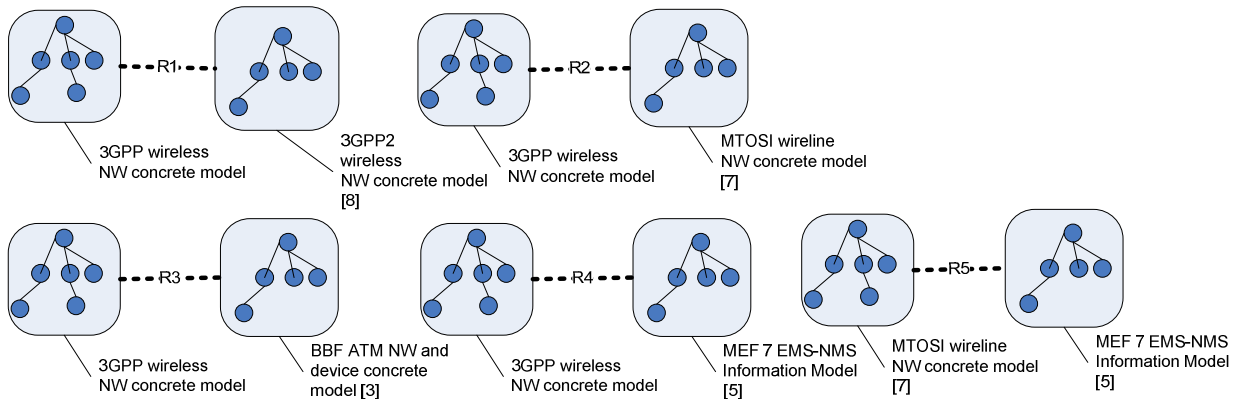 R1
R2
3GPP wireless
NW concrete model
3GPP2
wireless
NW concrete model
[8]
3GPP wireless
NW concrete model
MTOSI wireline
NW concrete model
[7]
R3
R4
R5
3GPP wireless
NW concrete model
BBF ATM NW and
device concrete
model [3]
3GPP wireless
NW concrete model
MEF 7 EMS-NMS
Information Model
[5]
MTOSI wireline
NW concrete model
[7]
MEF 7 EMS-NMS
Information Model
[5]